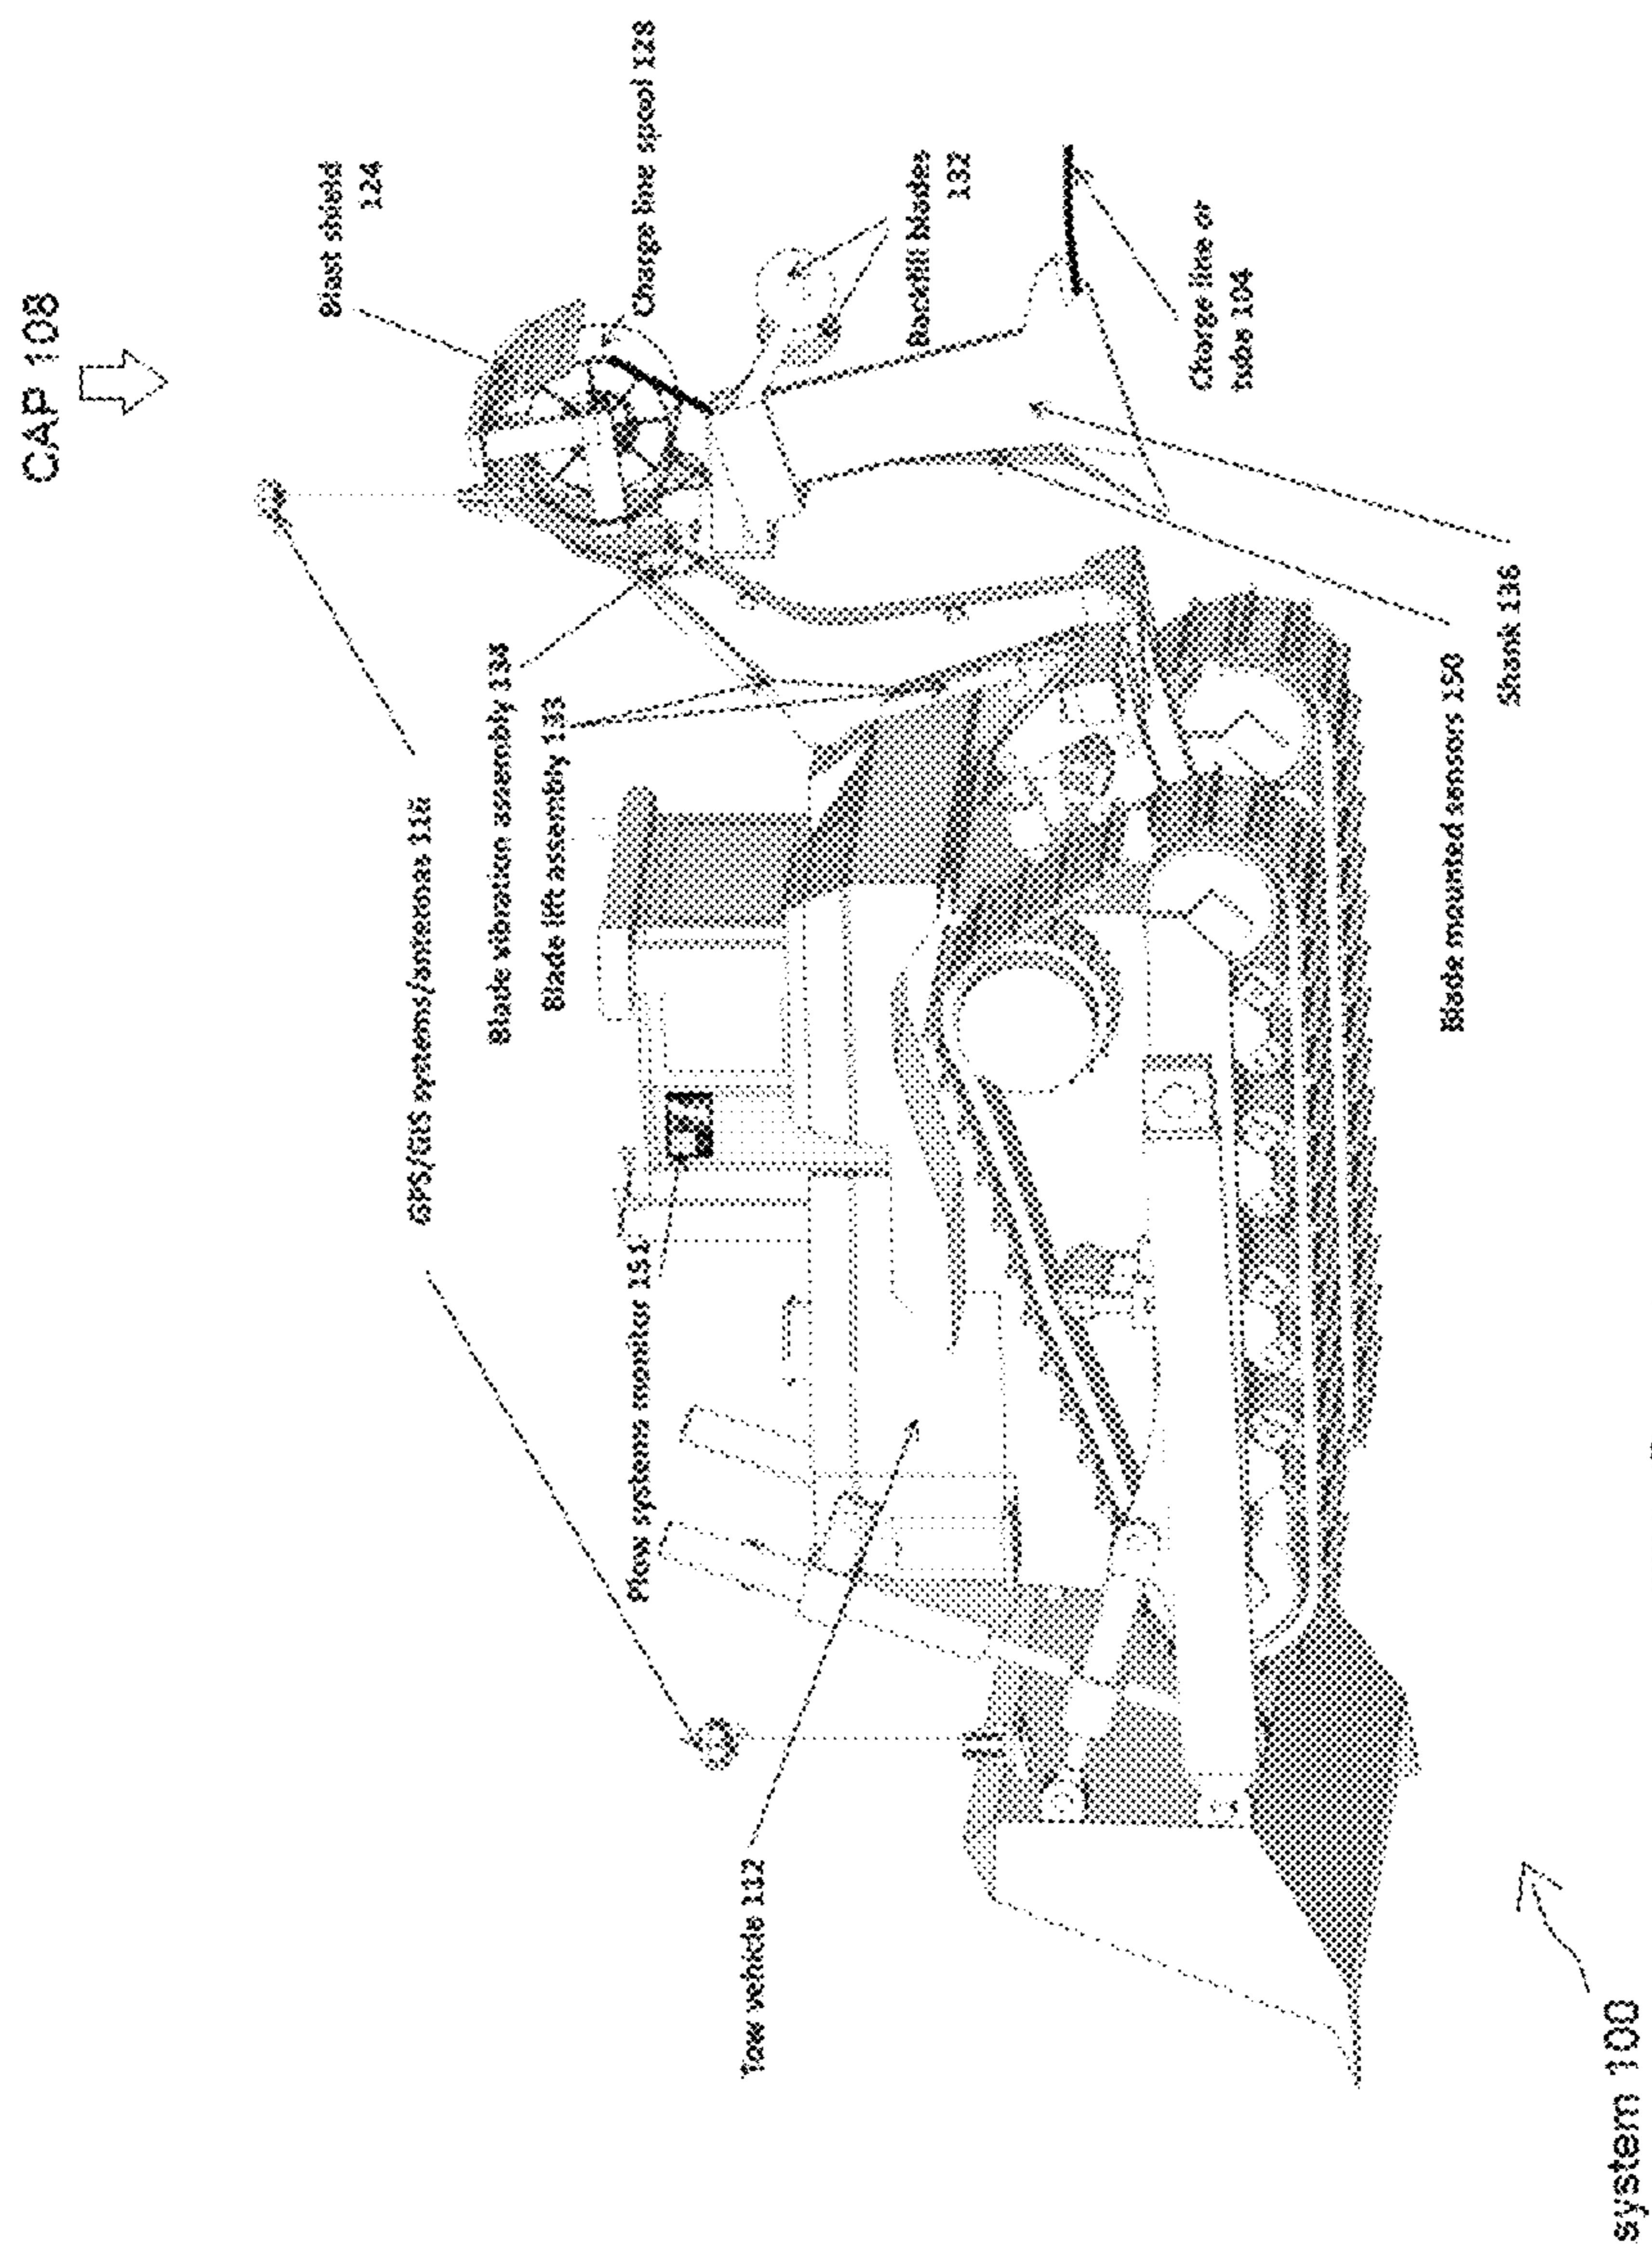 CAP 108
Blast shield
124
Charge line spool 128
Backfill blades
132
Charge line or
tube 104
GPS/GIS systems/antennas 116
Blade vibration assembly 134
Blade lift assembly 133
Plow systems monitor 151
Tow vehicle 112
Blade mounted sensors 150
Shank 136
system 100